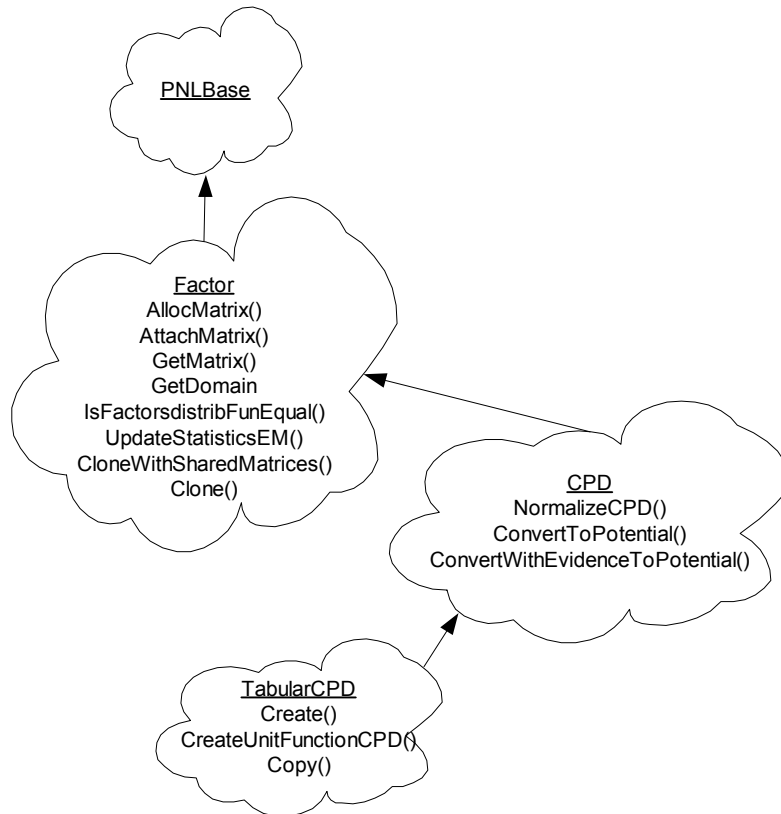 PNLBase
Factor
AllocMatrix()
AttachMatrix()
GetMatrix()
GetDomain
IsFactorsdistribFunEqual()
UpdateStatisticsEM()
CloneWithSharedMatrices()
Clone()
CPD
NormalizeCPD()
ConvertToPotential()
ConvertWithEvidenceToPotential()
TabularCPD
Create()
CreateUnitFunctionCPD()
Copy()